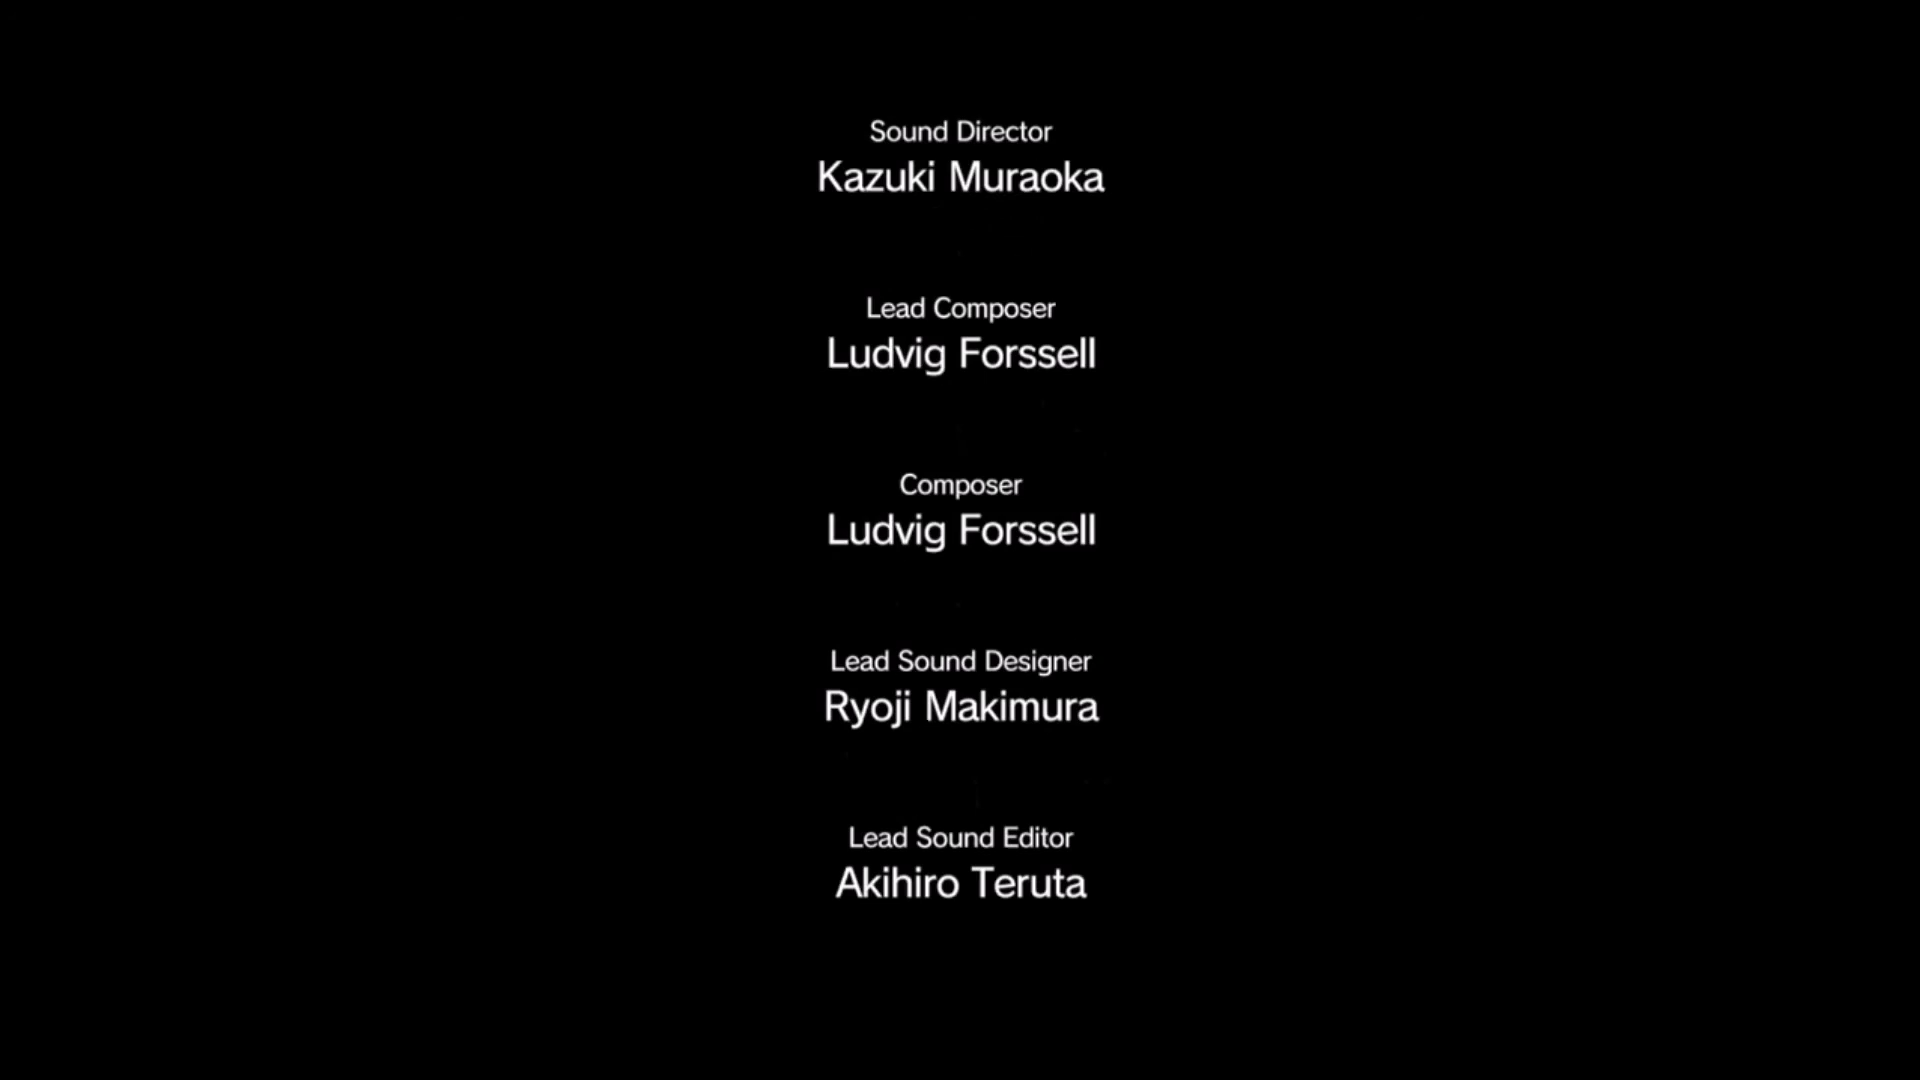 Sound Director
Kazuki Muraoka
Lead Composer
Ludvig Forssell
Composer
Ludvig Forssell
Lead Sound Designer
Ryoji Makimura
Lead Sound Editor
Akihiro Teruta